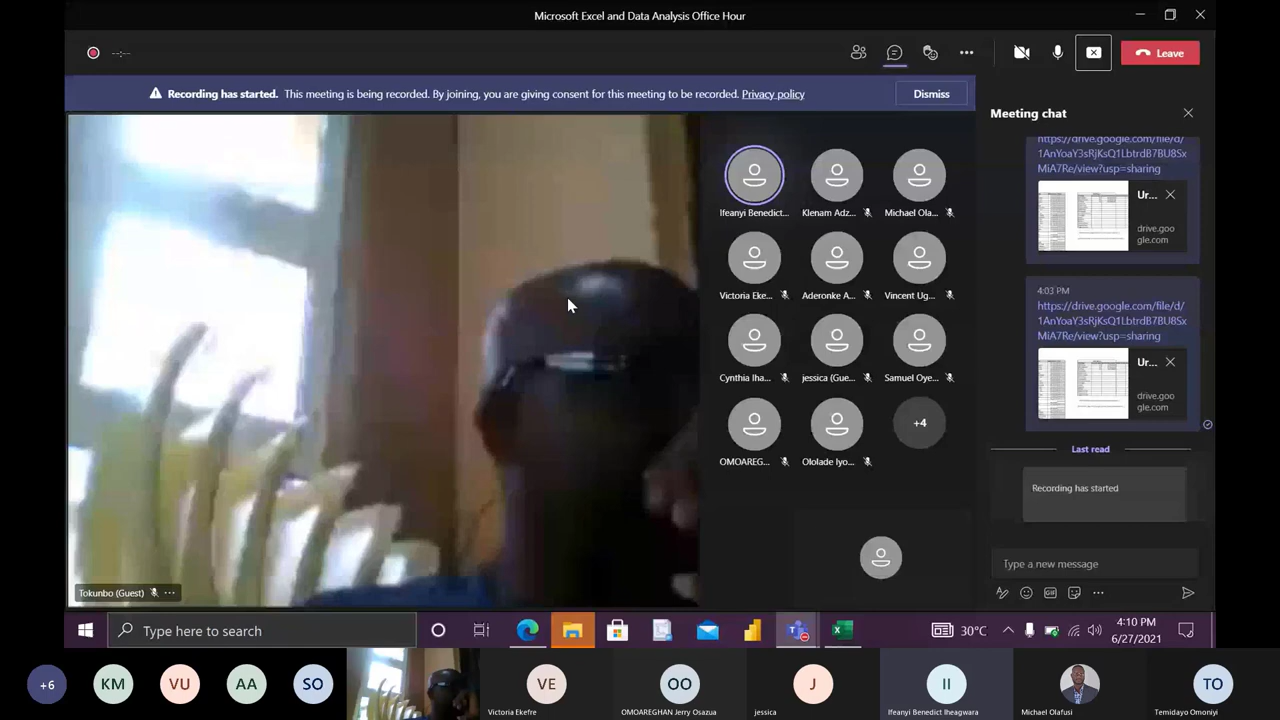 Microsoft Excel and Data Analysis Office Hour
--:--
Leave
Recording has started. This meeting is being recorded. By joining, you are giving consent for this meeting to be recorded. Privacy policy
Dismiss
Meeting chat
https://drive.google.com/file/d/
1AnYoaY3sRjKsQ1LbtrdB7BU8Sx
MiA7Re/view?usp=sharing
Ur...
drive.goo
gle.com
4:03 PM
https://drive.google.com/file/d/
1AnYoaY3sRjKsQ1LbtrdB7BU8Sx
MiA7Re/view?usp=sharing
Ur...
drive.goo
gle.com
Last read
Recording has started
Type a new message
Ifeanyi Benedict... Klenam Adz... Michael Ola...
Victoria Eke... Aderonke A... Vincent Ug...
Cynthia Iha... jessica (Gue... Samuel Oye...
+4
OMOAREG... Ololade Iyo...
Tokunbo (Guest)
Type here to search
30°C
4:10 PM
6/27/2021
+6 KM VU AA SO VE OO J II TO
Victoria Ekefre OMOAREGHAN Jerry Osazua jessica Ifeanyi Benedict Iheagwara Michael Olafusi Temidayo Omoniyi